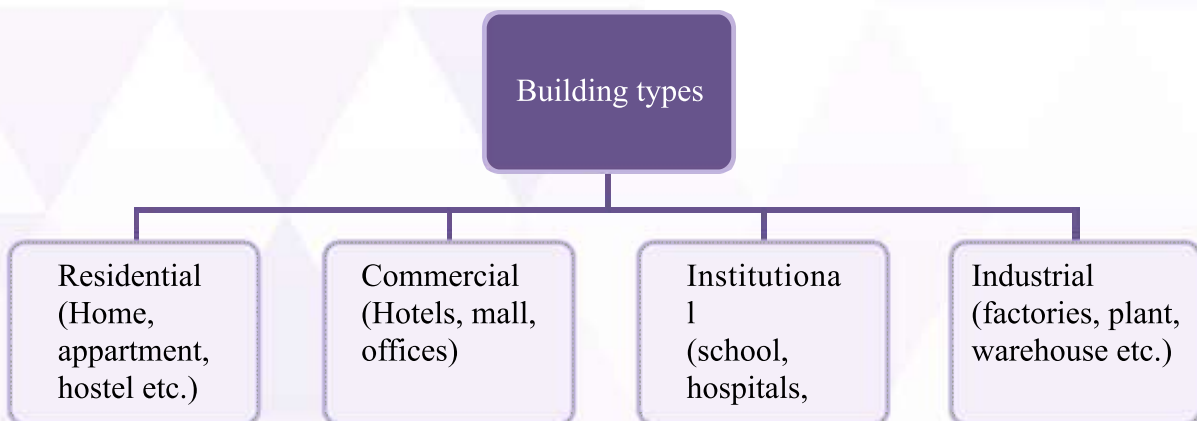 Building types
Residential
(Home,
appartment,
hostel etc.)
Commercial
(Hotels, mall,
offices)
Institutiona
l
(school,
hospitals,
Industrial
(factories, plant,
warehouse etc.)